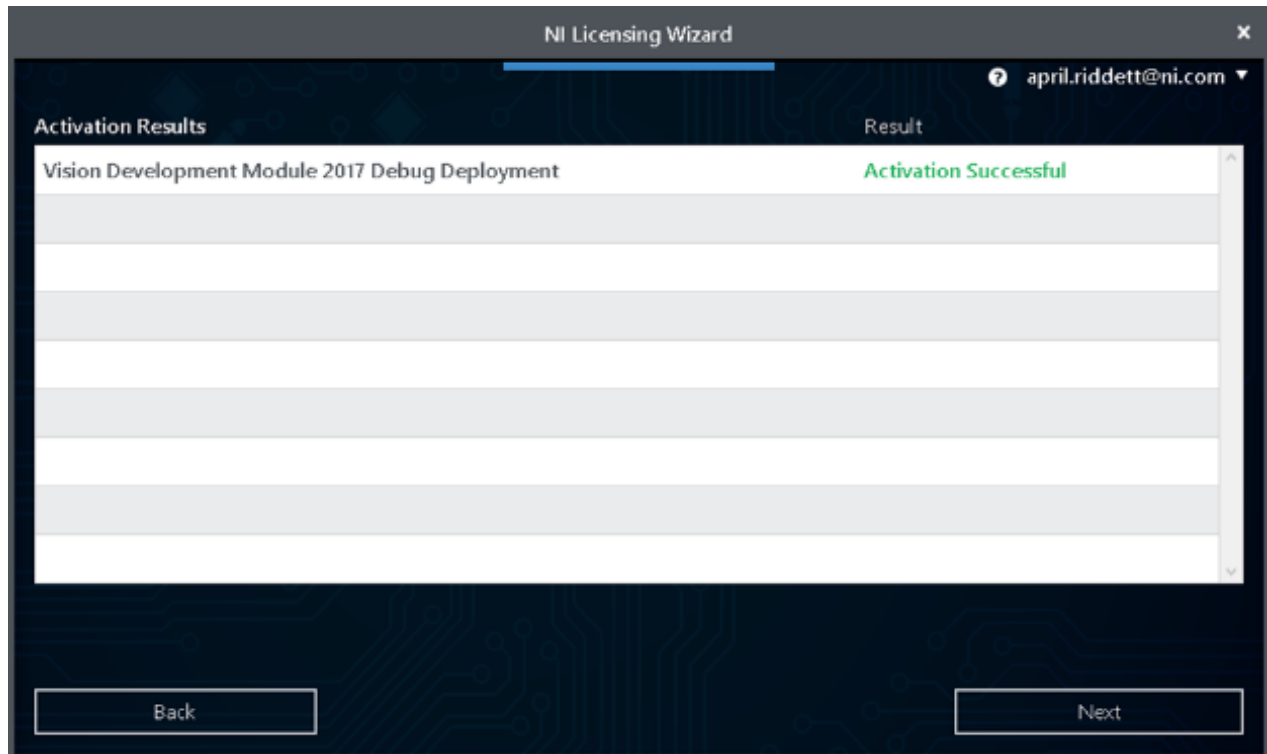 NI Licensing Wizard
april.riddett@ni.com
Activation Results Result
Vision Development Module 2017 Debug Deployment Activation Successful
Back Next